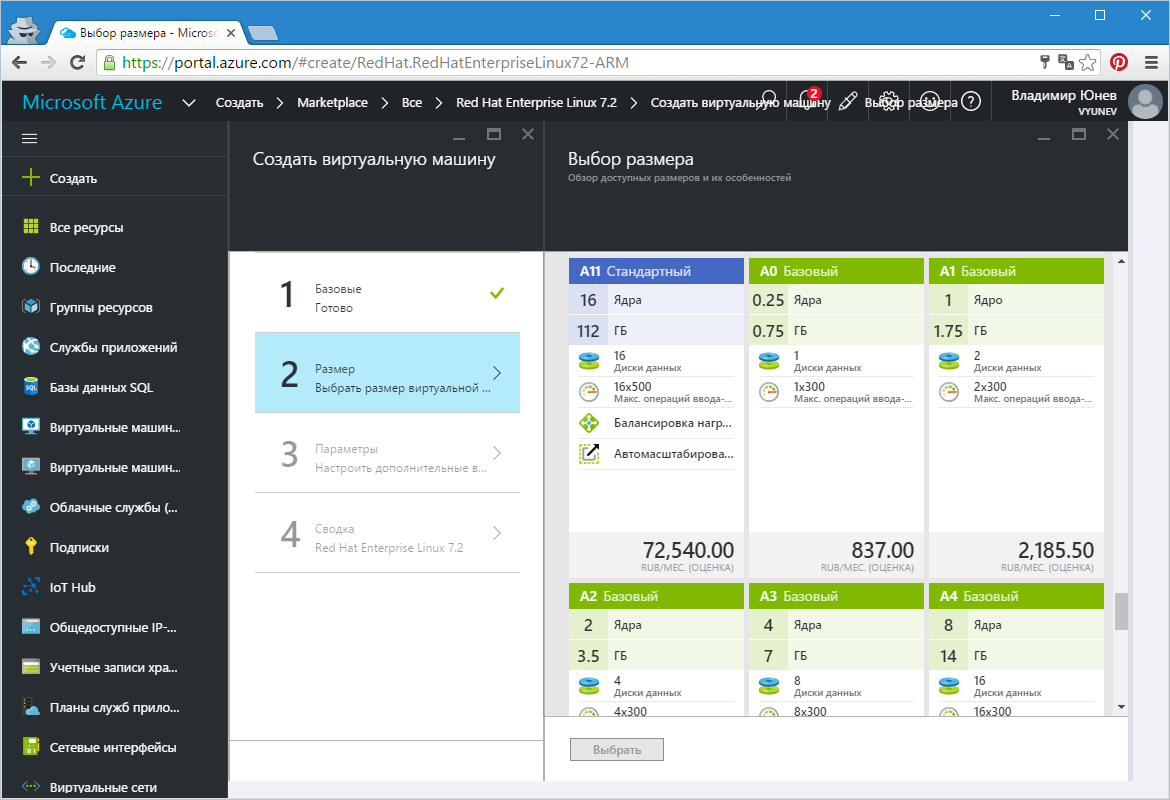 Выбор размера - Microsc
https://portal.azure.com/#create/RedHat.RedHatEnterpriseLinux72-ARM
Microsoft Azure
Создать
Marketplace
Все
Red Hat Enterprise Linux 7.2
Создать виртуальную машину
Выбор размера
2
Владимир Юнев
VYUNEV
Создать
Все ресурсы
Последние
Группы ресурсов
Службы приложений
Базы данных SQL
Виртуальные машин...
Виртуальные машин...
Облачные службы (...
Подписки
IoT Hub
Общедоступные IP-...
Учетные записи хра...
Планы служб прило...
Сетевые интерфейсы
Виртуальные сети
Создать виртуальную машину
1
Базовые
Готово
2
Размер
Выбрать размер виртуальной ...
3
Параметры
Настроить дополнительные в...
4
Сводка
Red Hat Enterprise Linux 7.2
Выбор размера
Обзор доступных размеров и их особенностей
A11 Стандартный
16 Ядра
112 ГБ
16
Диски данных
16x500
Макс. операций ввода-...
Балансировка нагр...
Автомасштабирова...
72,540.00
RUB/МЕС. (ОЦЕНКА)
A0 Базовый
0.25 Ядра
0.75 ГБ
1
Диски данных
1x300
Макс. операций ввода-...
837.00
RUB/МЕС. (ОЦЕНКА)
A1 Базовый
1 Ядро
1.75 ГБ
2
Диски данных
2x300
Макс. операций ввода-...
2,185.50
RUB/МЕС. (ОЦЕНКА)
A2 Базовый
2 Ядра
3.5 ГБ
4
Диски данных
4x300
A3 Базовый
4 Ядра
7 ГБ
8
Диски данных
8x300
A4 Базовый
8 Ядра
14 ГБ
16
Диски данных
16x300
Выбрать